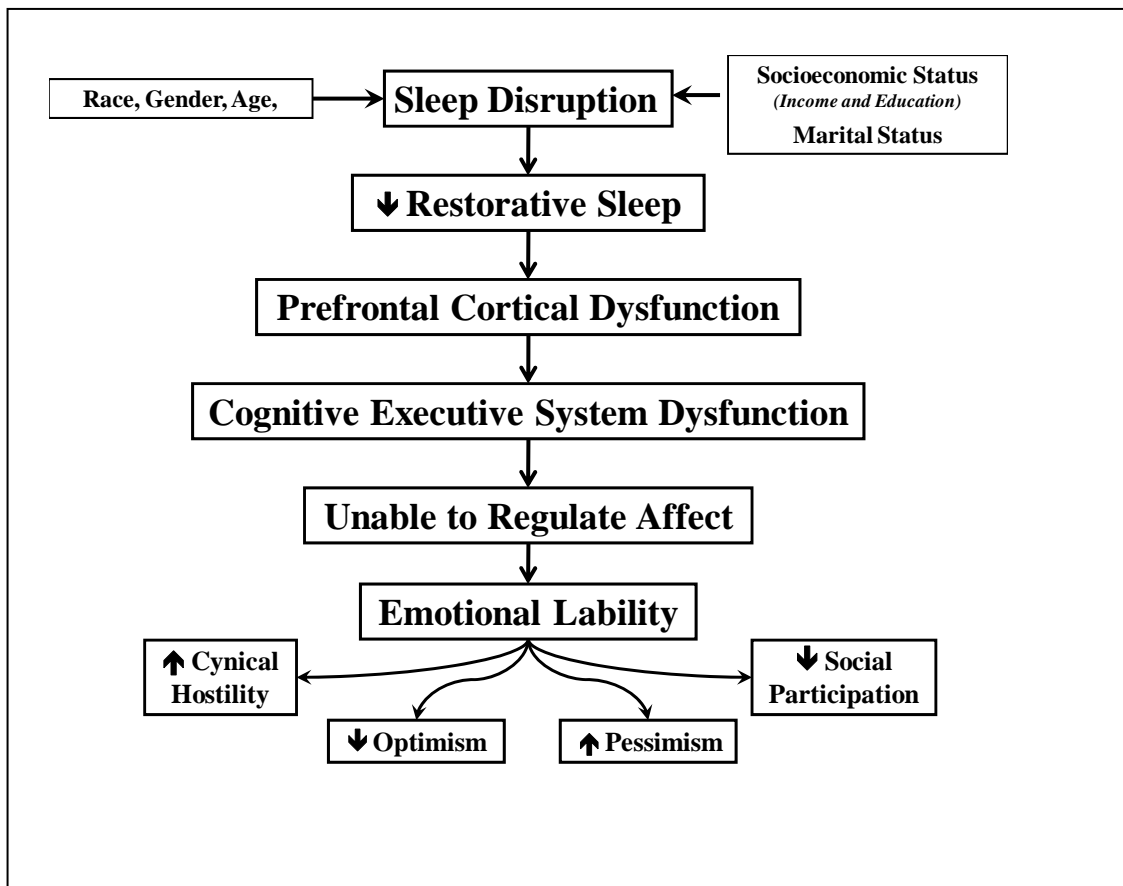 Race, Gender, Age,
Sleep Disruption
Socioeconomic Status
(Income and Education)
Marital Status
🡻 Restorative Sleep
Prefrontal Cortical Dysfunction
Cognitive Executive System Dysfunction
Unable to Regulate Affect
Emotional Lability
🡹 Cynical
Hostility
🡻 Social
Participation
🡻 Optimism
🡹 Pessimism